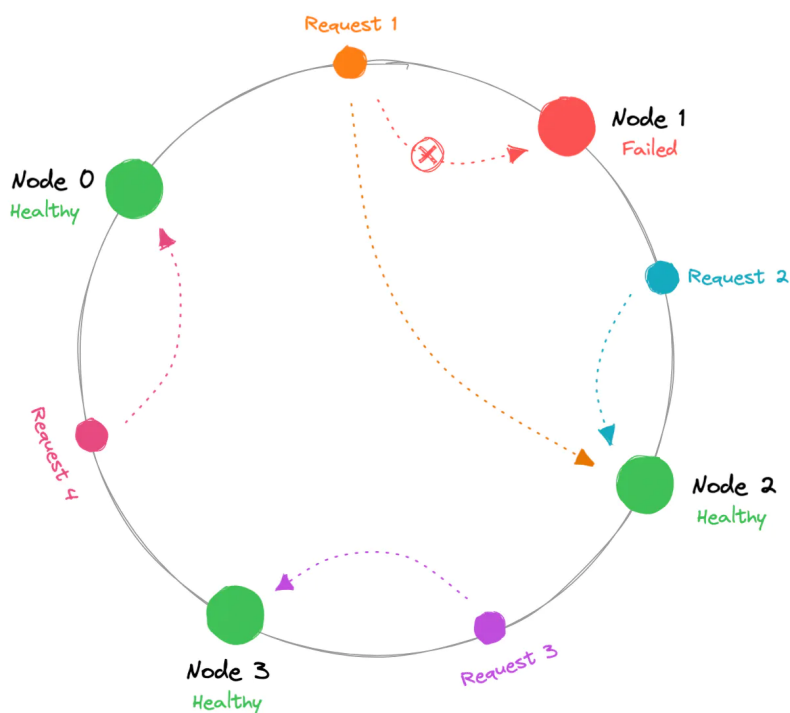 Request 1
Node 1
Failed
Node 0
Healthy
Request 2
Request 4
Node 2
Healthy
Request 3
Node 3
Healthy